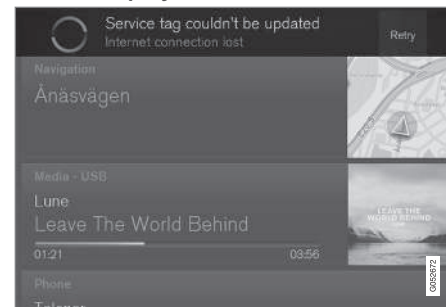 Service tag couldn't be updated
Internet connection lost
Retry
Navigation
Ånäsvägen
Media - USB
Lune
Leave The World Behind
LEAVE THE
WORLD BEHIND
01:21
03:56
Phone
Telenor
G052672